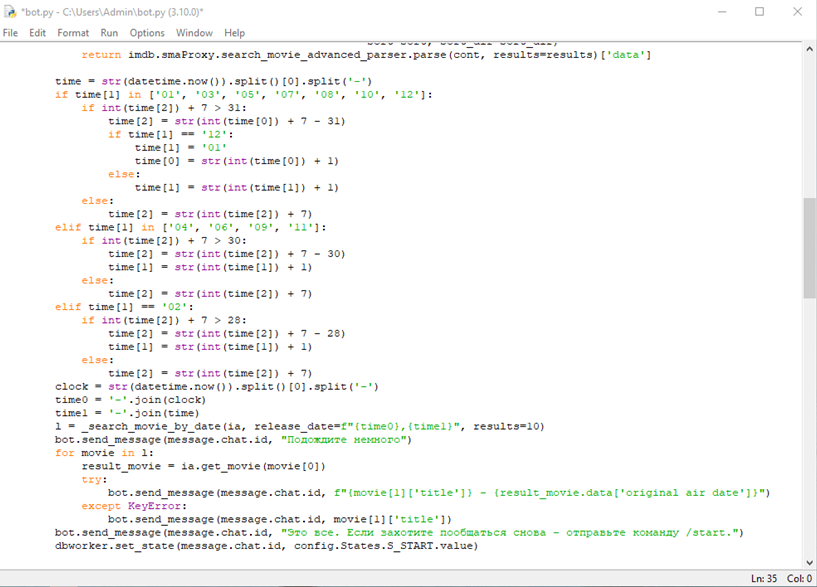 *bot.py - C:\Users\Admin\bot.py (3.10.0)*
File Edit Format Run Options Window Help
return imdb.smaProxy.search_movie_advanced_parser.parse(cont, results=results)['data']
time = str(datetime.now()).split()[0].split('-')
if time[1] in ['01', '03', '05', '07', '08', '10', '12']:
if int(time[2]) + 7 > 31:
time[2] = str(int(time[0]) + 7 - 31)
if time[1] == '12':
time[1] = '01'
time[0] = str(int(time[0]) + 1)
else:
time[1] = str(int(time[1]) + 1)
else:
time[2] = str(int(time[2]) + 7)
elif time[1] in ['04', '06', '09', '11']:
if int(time[2]) + 7 > 30:
time[2] = str(int(time[2]) + 7 - 30)
time[1] = str(int(time[1]) + 1)
else:
time[2] = str(int(time[2]) + 7)
elif time[1] == '02':
if int(time[2]) + 7 > 28:
time[2] = str(int(time[2]) + 7 - 28)
time[1] = str(int(time[1]) + 1)
else:
time[2] = str(int(time[2]) + 7)
clock = str(datetime.now()).split()[0].split('-')
time0 = '-'.join(clock)
time1 = '-'.join(time)
l = _search_movie_by_date(ia, release_date=f"{time0},{time1}", results=10)
bot.send_message(message.chat.id, "Подождите немного")
for movie in l:
result_movie = ia.get_movie(movie[0])
try:
bot.send_message(message.chat.id, f"{movie[1]['title']} - {result_movie.data['original air date']}")
except KeyError:
bot.send_message(message.chat.id, movie[1]['title'])
bot.send_message(message.chat.id, "Это все. Если захотите пообщаться снова - отправьте команду /start.")
dbworker.set_state(message.chat.id, config.States.S_START.value)
Ln: 35 Col: 0